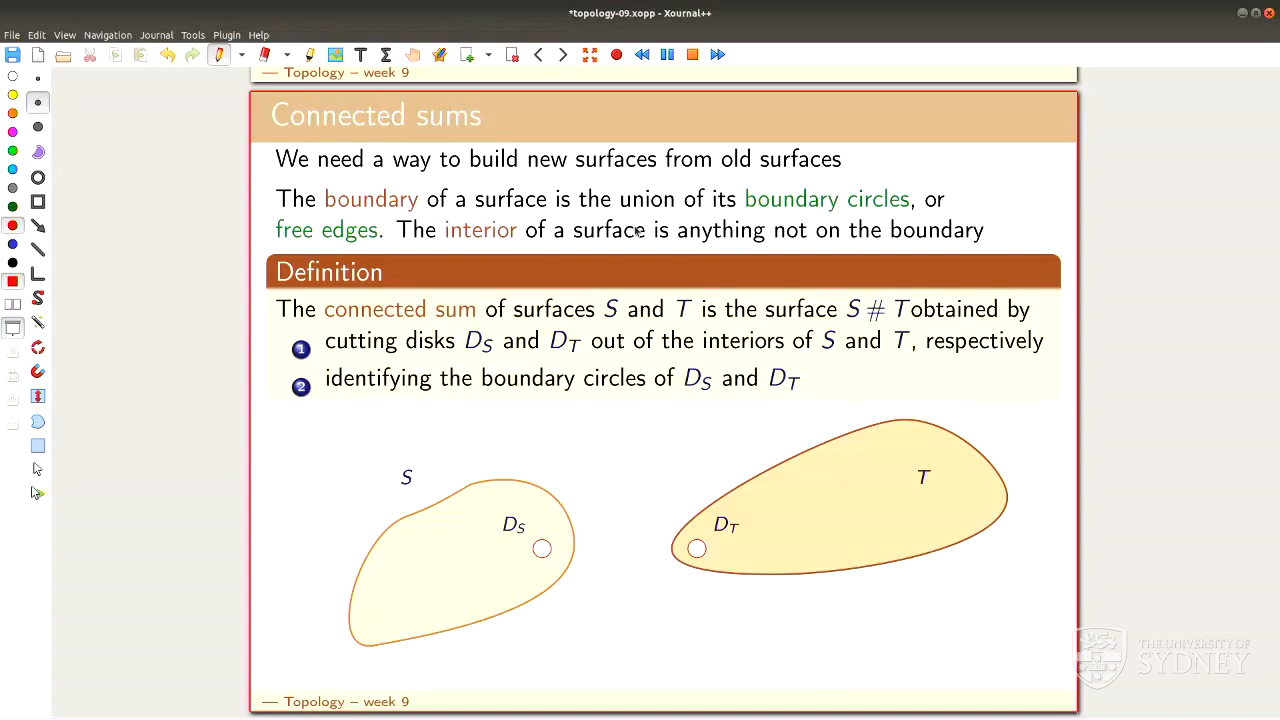 *topology-09.xopp - Xournal++
File Edit View Navigation Journal Tools Plugin Help
— Topology – week 9
Connected sums
We need a way to build new surfaces from old surfaces
The boundary of a surface is the union of its boundary circles, or
free edges. The interior of a surface is anything not on the boundary
Definition
The connected sum of surfaces S and T is the surface S # T obtained by
1 cutting disks D_S and D_T out of the interiors of S and T, respectively
2 identifying the boundary circles of D_S and D_T
S
T
D_S
D_T
THE UNIVERSITY OF
SYDNEY
— Topology – week 9